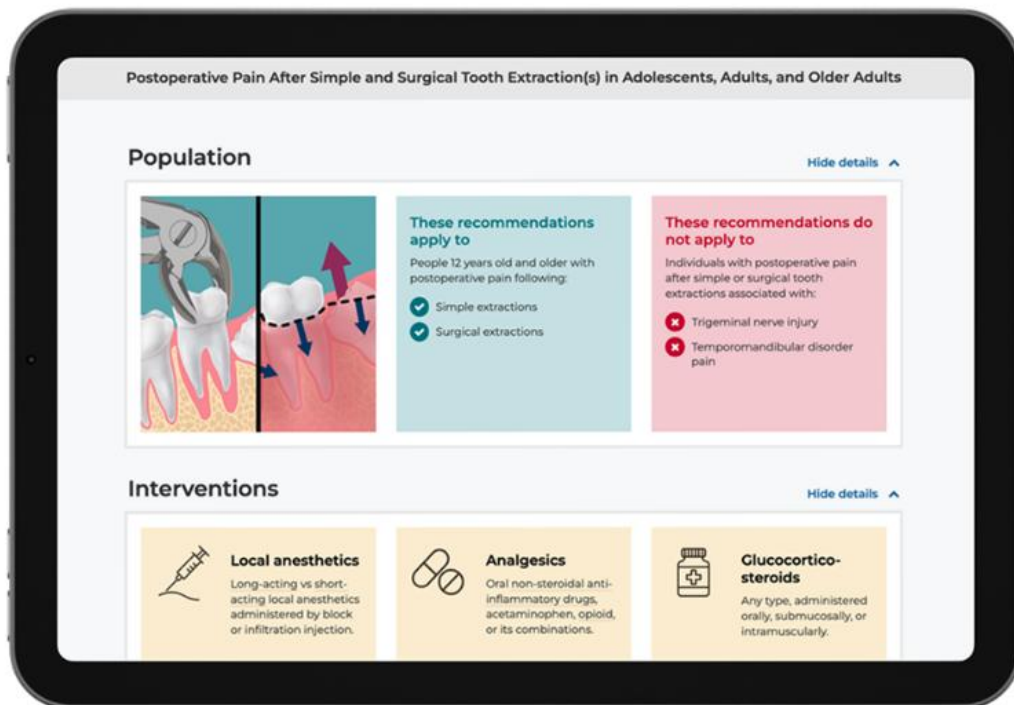 Postoperative Pain After Simple and Surgical Tooth Extraction(s) in Adolescents, Adults, and Older Adults
Population
Hide details
These recommendations
apply to
People 12 years old and older with
postoperative pain following:
Simple extractions
Surgical extractions
These recommendations do
not apply to
Individuals with postoperative pain
after simple or surgical tooth
extractions associated with:
Trigeminal nerve injury
Temporomandibular disorder
pain
Interventions
Hide details
Local anesthetics
Long-acting vs short-
acting local anesthetics
administered by block
or infiltration injection.
Analgesics
Oral non-steroidal anti-
inflammatory drugs,
acetaminophen, opioid,
or its combinations.
Glucocortico-
steroids
Any type, administered
orally, submucosally, or
intramuscularly.